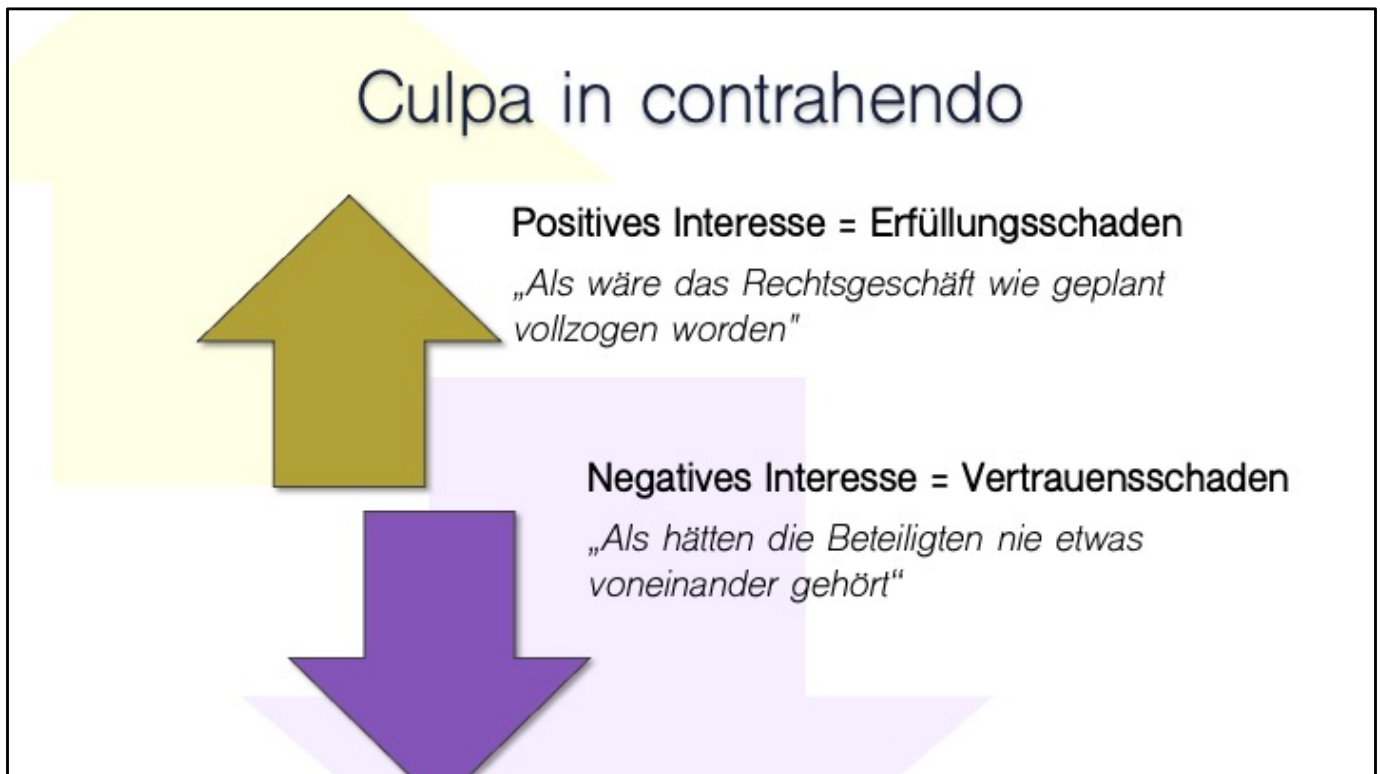 Culpa in contrahendo
Positives Interesse = Erfüllungsschaden
„Als wäre das Rechtsgeschäft wie geplant
vollzogen worden"
Negatives Interesse = Vertrauensschaden
„Als hätten die Beteiligten nie etwas
voneinander gehört“